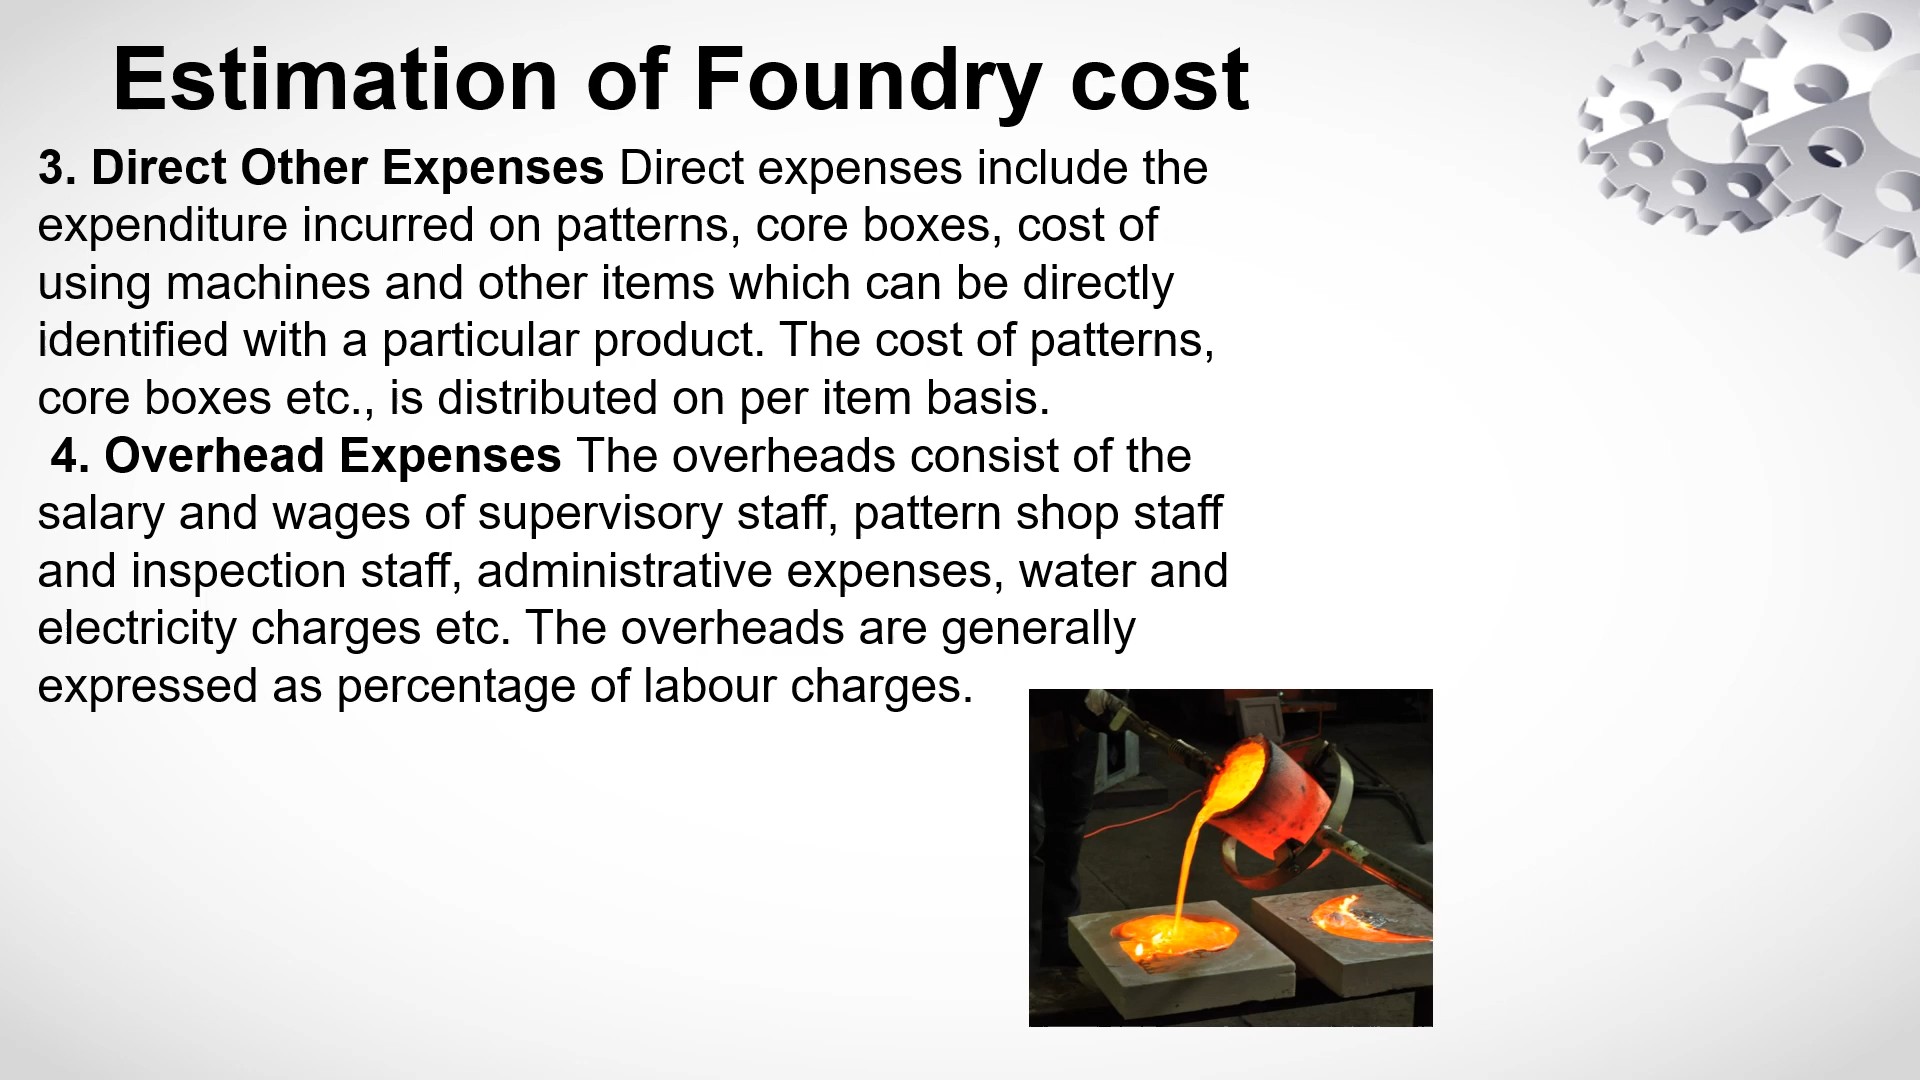 Estimation of Foundry cost
3. Direct Other Expenses Direct expenses include the
expenditure incurred on patterns, core boxes, cost of
using machines and other items which can be directly
identified with a particular product. The cost of patterns,
core boxes etc., is distributed on per item basis.
4. Overhead Expenses The overheads consist of the
salary and wages of supervisory staff, pattern shop staff
and inspection staff, administrative expenses, water and
electricity charges etc. The overheads are generally
expressed as percentage of labour charges.